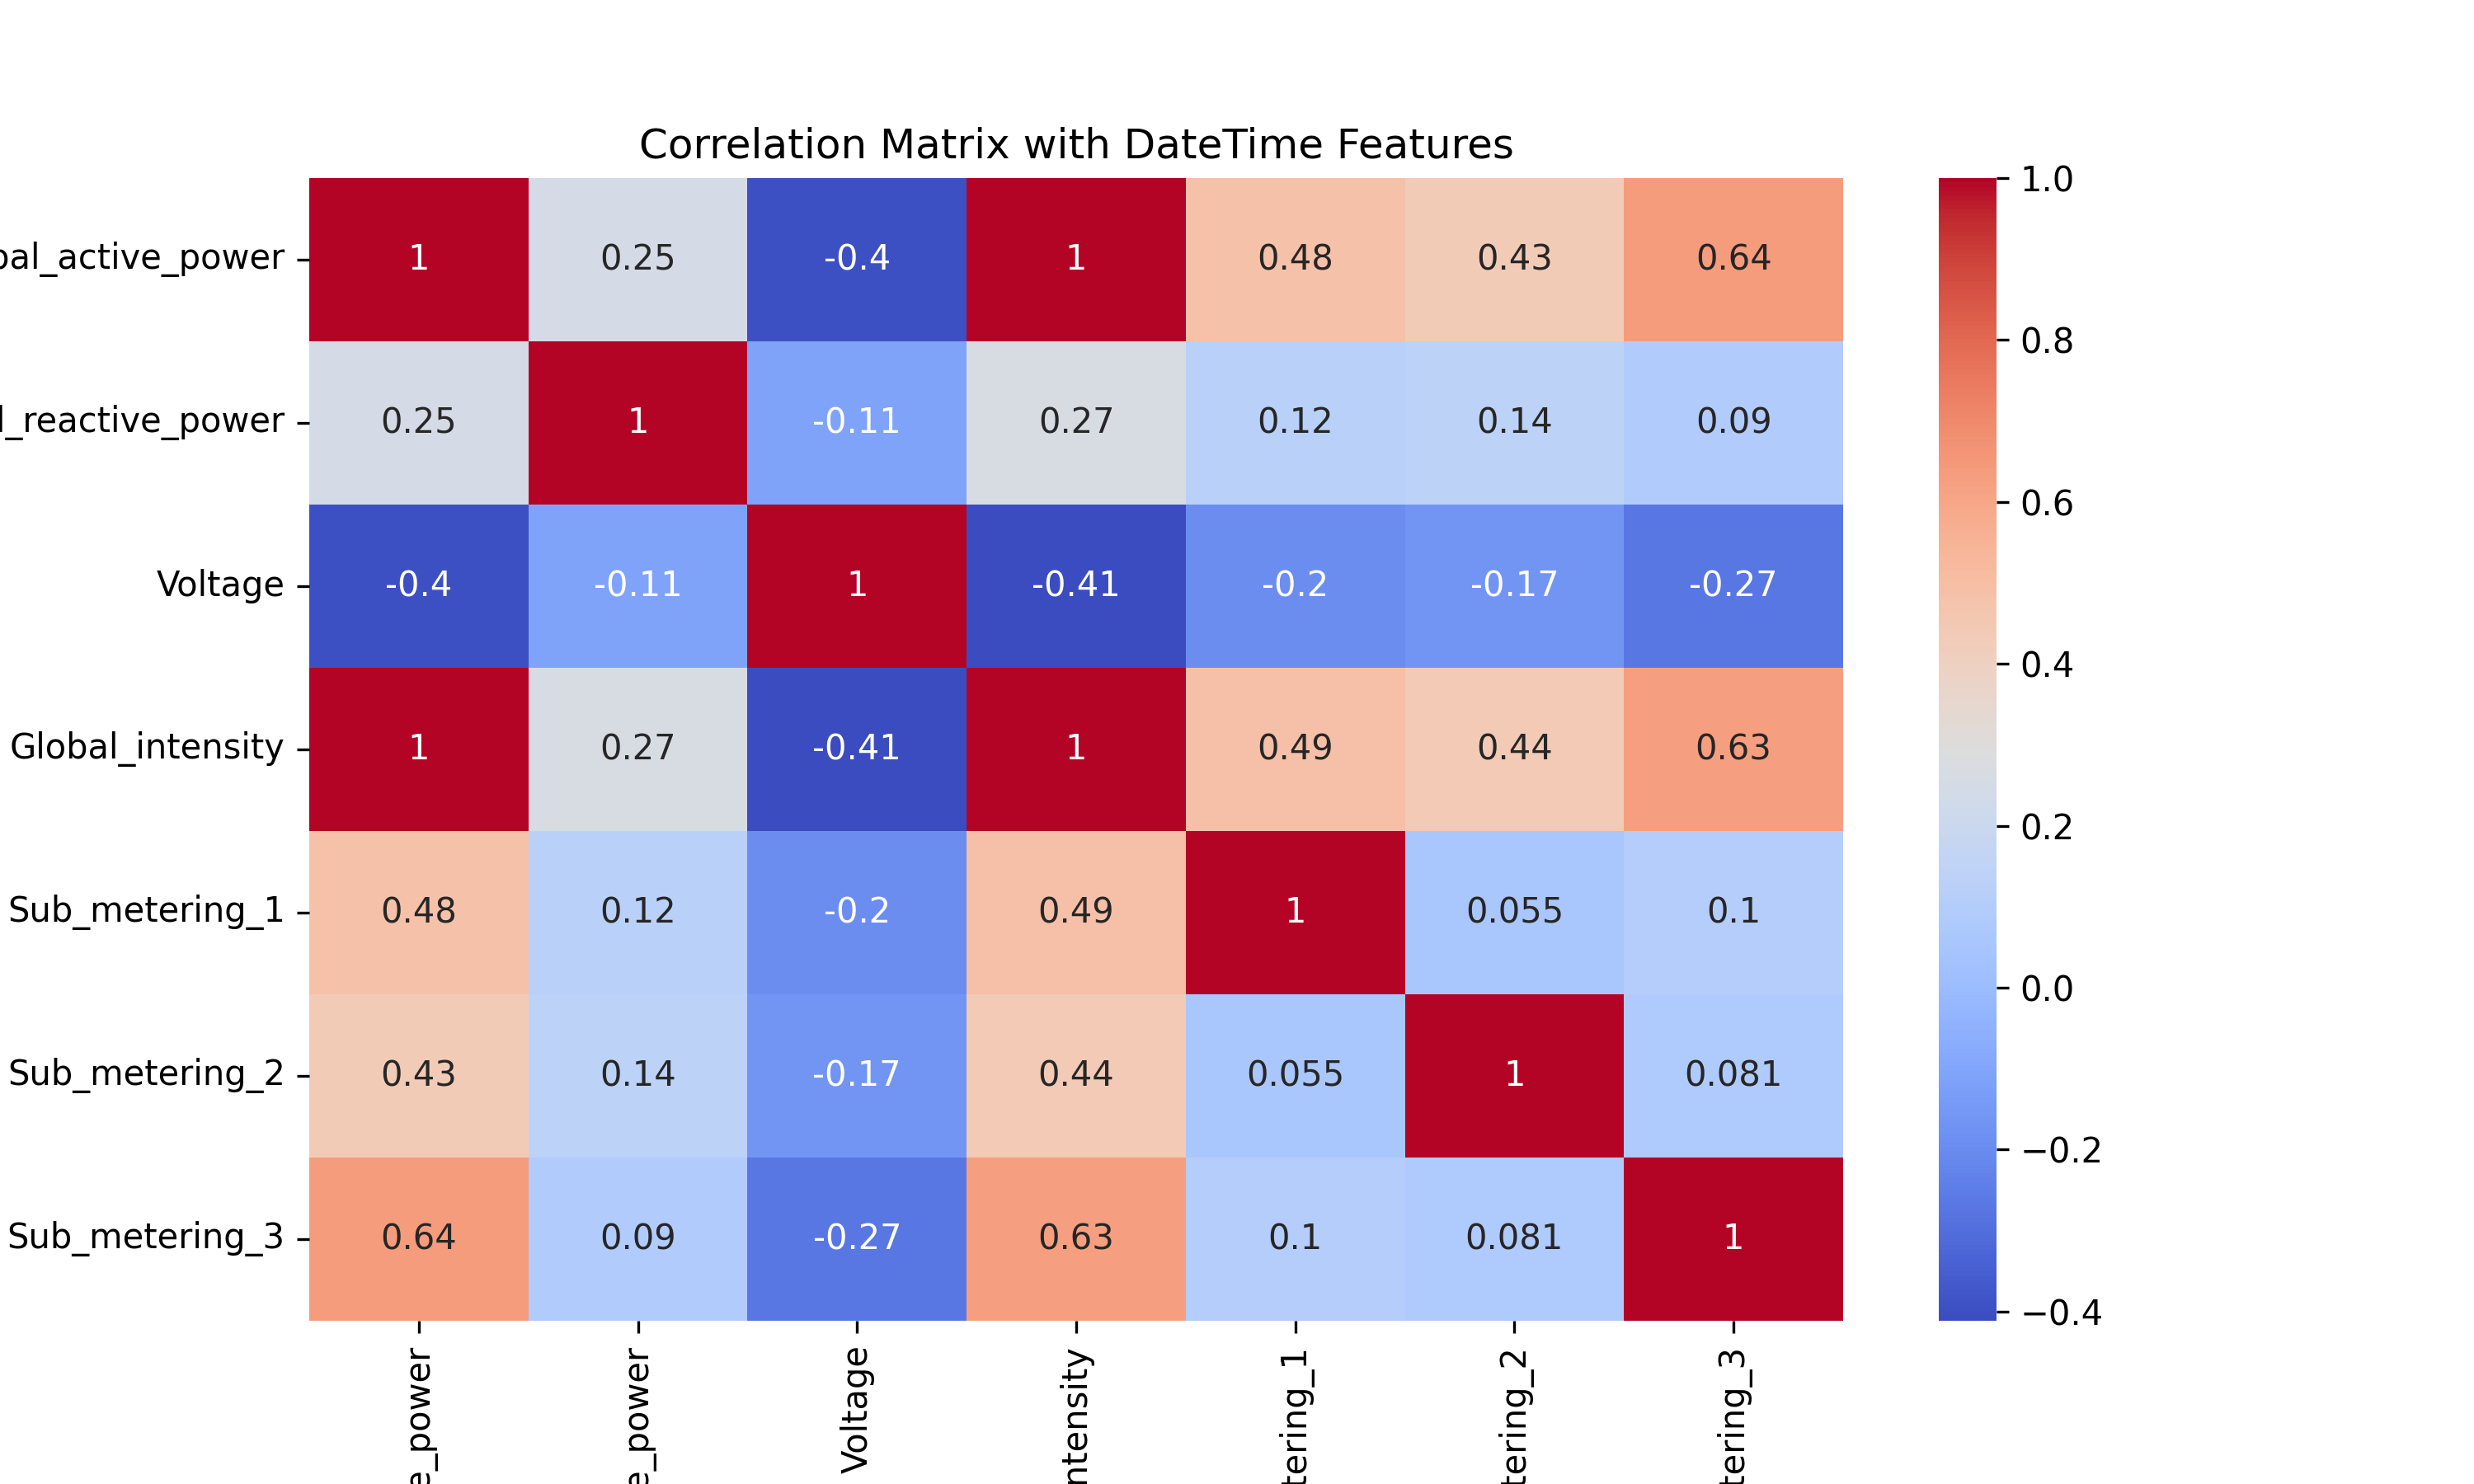 Correlation Matrix with DateTime Features
bal_active_power 1 0.25 -0.4 1 0.48 0.43 0.64
l_reactive_power 0.25 1 -0.11 0.27 0.12 0.14 0.09
Voltage -0.4 -0.11 1 -0.41 -0.2 -0.17 -0.27
Global_intensity 1 0.27 -0.41 1 0.49 0.44 0.63
Sub_metering_1 0.48 0.12 -0.2 0.49 1 0.055 0.1
Sub_metering_2 0.43 0.14 -0.17 0.44 0.055 1 0.081
Sub_metering_3 0.64 0.09 -0.27 0.63 0.1 0.081 1
e_power
e_power
Voltage
ntensity
tering_1
tering_2
tering_3
1.0
0.8
0.6
0.4
0.2
0.0
−0.2
−0.4